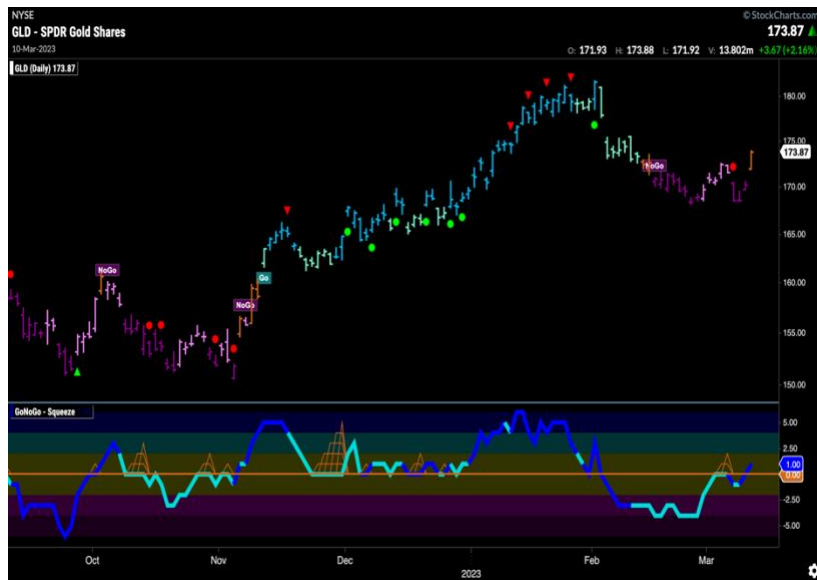 NYSE
© StockCharts.com
GLD - SPDR Gold Shares
173.87
10-Mar-2023
O: 171.93 H: 173.88 L: 171.92 V: 13.802m +3.67 (+2.16%)
GLD (Daily) 173.87
180.00
175.00
173.87
170.00
165.00
160.00
155.00
150.00
NoGo
NoGo
Go
NoGo
GoNoGo - Squeeze
5.00
2.50
1.00
0.00
-2.50
-5.00
Oct Nov Dec 2023 Feb Mar